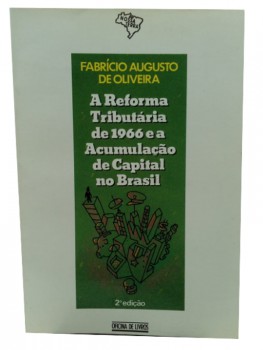 FABRÍCIO AUGUSTO
DE OLIVEIRA
A Reforma
Tributária
de 1966 e a
Acumulação
de Capital
no Brasil
2ª edição
OFICINA DE LIVROS